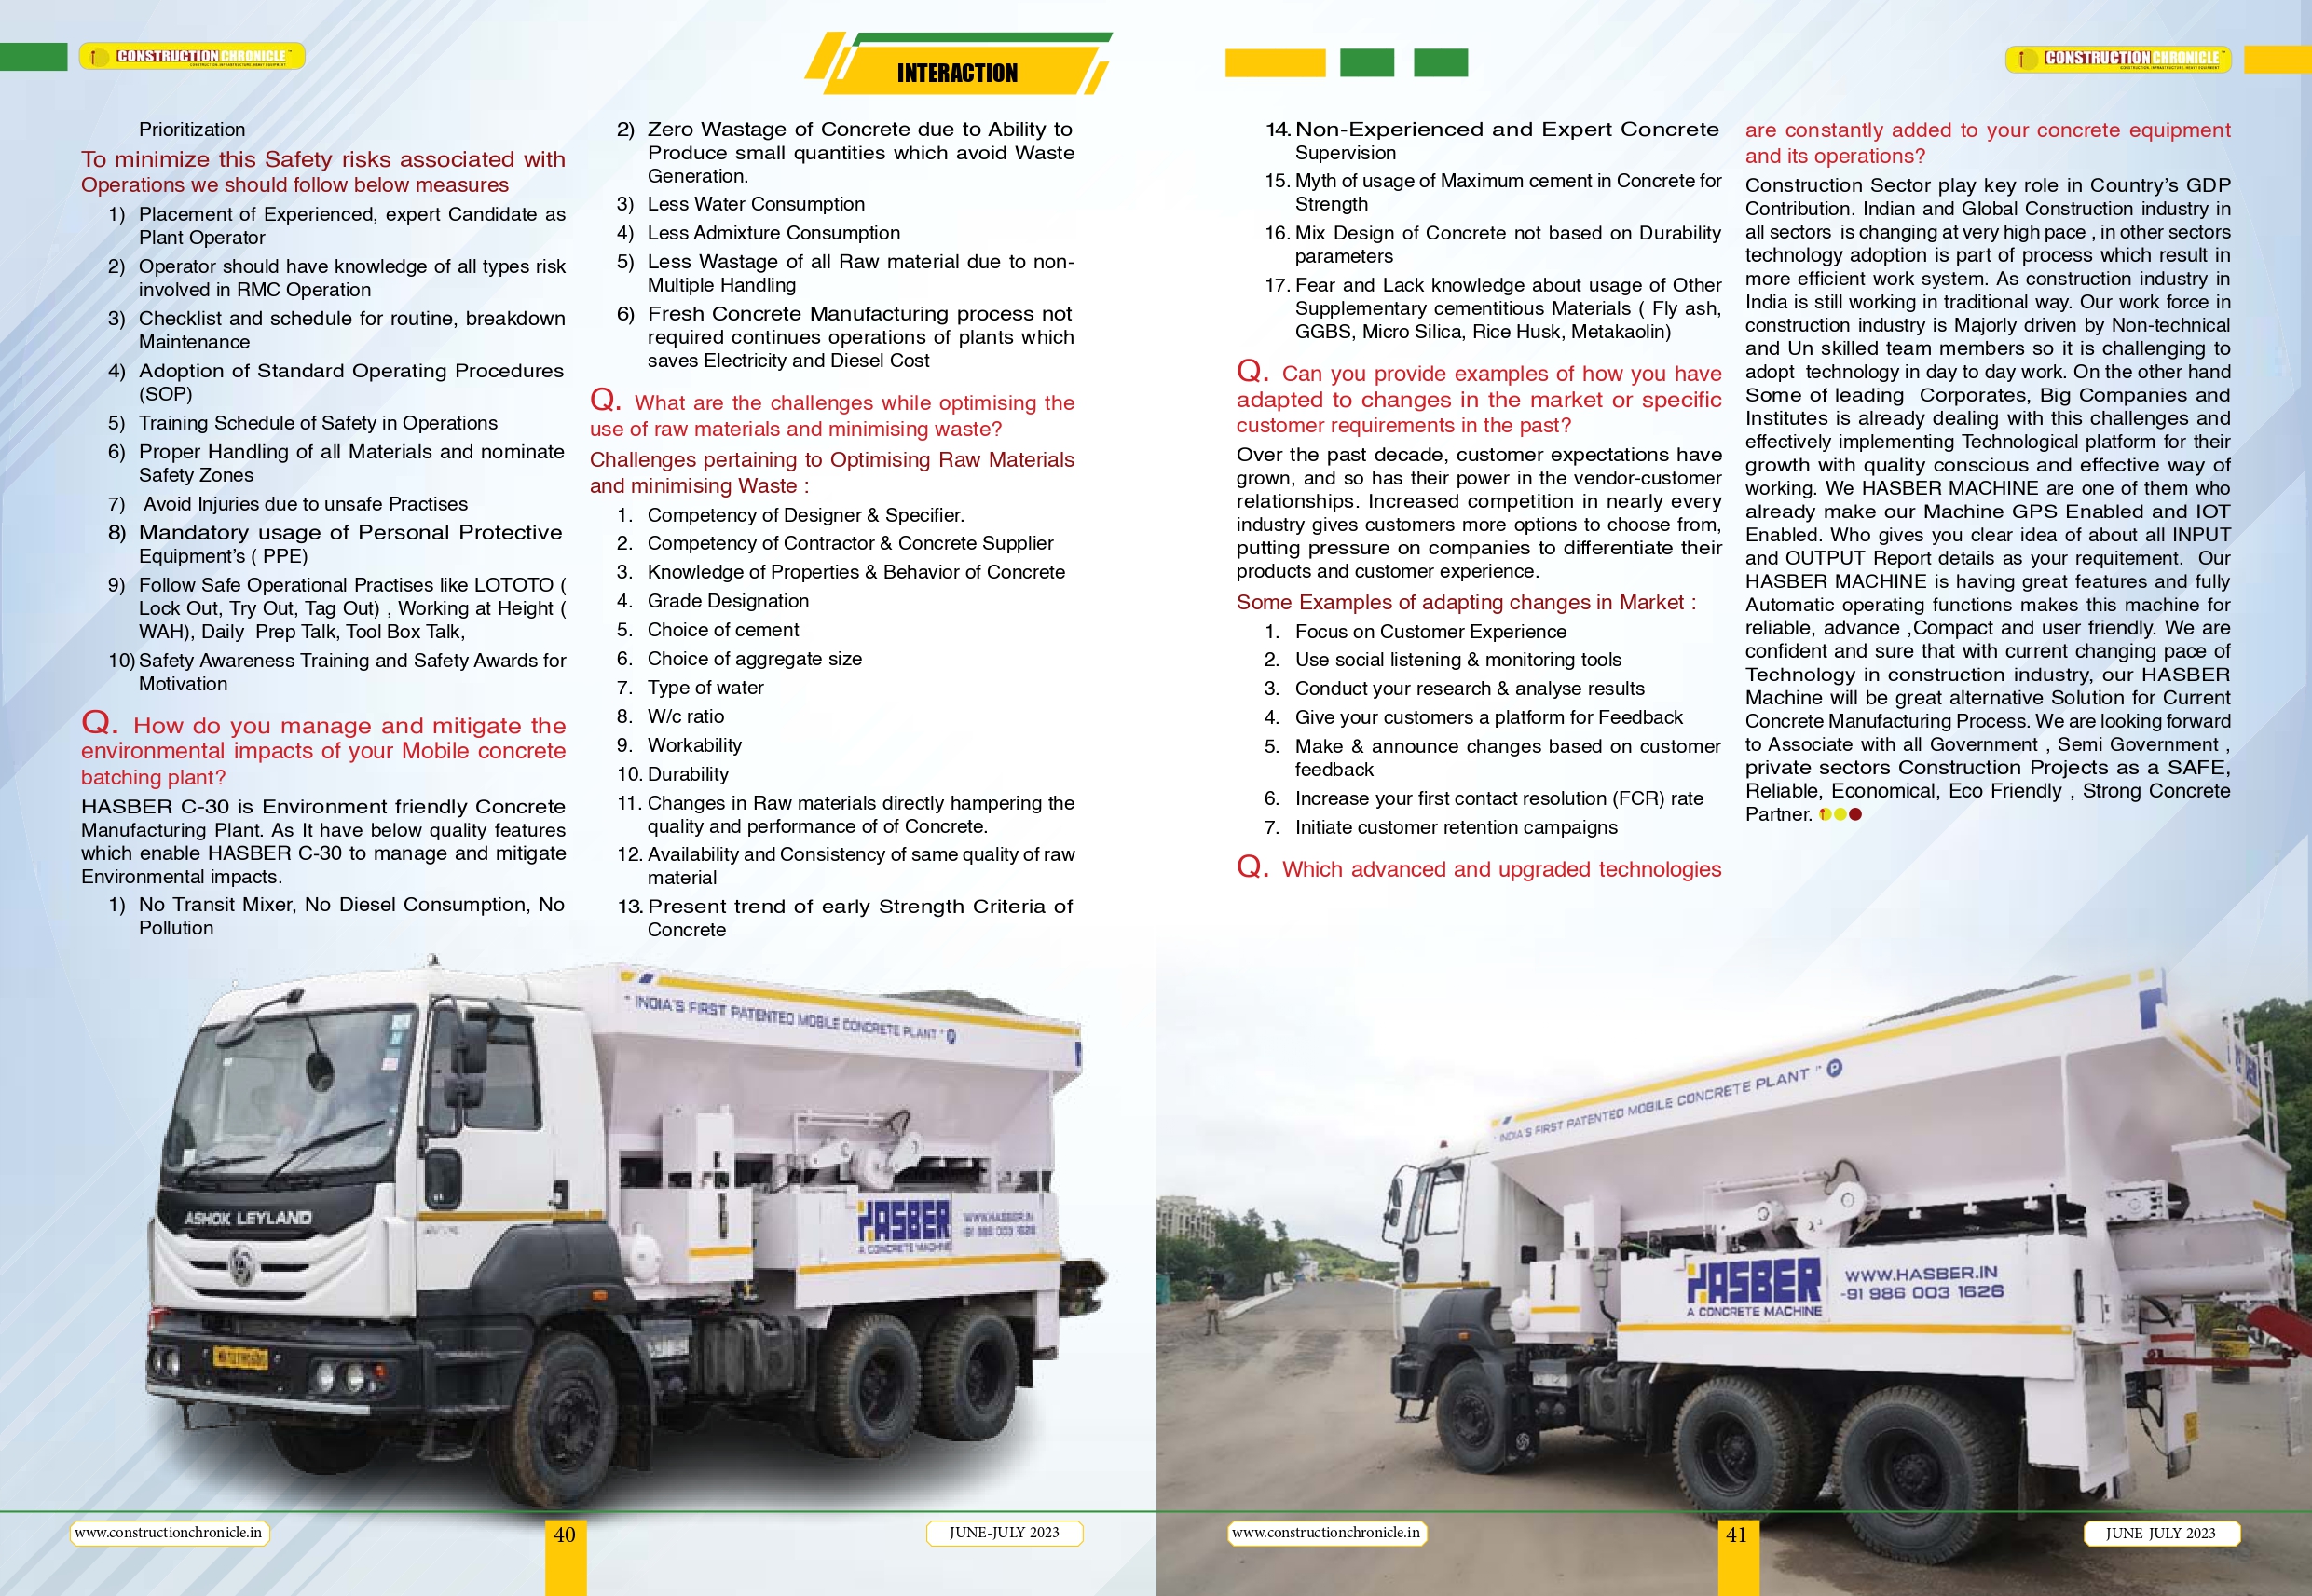 CONSTRUCTION CHRONICLE
INTERACTION
Prioritization
To minimize this Safety risks associated with
Operations we should follow below measures
1) Placement of Experienced, expert Candidate as
Plant Operator
2) Operator should have knowledge of all types risk
involved in RMC Operation
3) Checklist and schedule for routine, breakdown
Maintenance
4) Adoption of Standard Operating Procedures
(SOP)
5) Training Schedule of Safety in Operations
6) Proper Handling of all Materials and nominate
Safety Zones
7) Avoid Injuries due to unsafe Practises
8) Mandatory usage of Personal Protective
Equipment's ( PPE)
9) Follow Safe Operational Practises like LOTOTO (
Lock Out, Try Out, Tag Out) , Working at Height (
WAH), Daily Prep Talk, Tool Box Talk,
10) Safety Awareness Training and Safety Awards for
Motivation
Q. How do you manage and mitigate the
environmental impacts of your Mobile concrete
batching plant?
HASBER C-30 is Environment friendly Concrete
Manufacturing Plant. As It have below quality features
which enable HASBER C-30 to manage and mitigate
Environmental impacts.
1) No Transit Mixer, No Diesel Consumption, No
Pollution
2) Zero Wastage of Concrete due to Ability to
Produce small quantities which avoid Waste
Generation.
3) Less Water Consumption
4) Less Admixture Consumption
5) Less Wastage of all Raw material due to non-
Multiple Handling
6) Fresh Concrete Manufacturing process not
required continues operations of plants which
saves Electricity and Diesel Cost
Q. What are the challenges while optimising the
use of raw materials and minimising waste?
Challenges pertaining to Optimising Raw Materials
and minimising Waste :
1. Competency of Designer & Specifier.
2. Competency of Contractor & Concrete Supplier
3. Knowledge of Properties & Behavior of Concrete
4. Grade Designation
5. Choice of cement
6. Choice of aggregate size
7. Type of water
8. W/c ratio
9. Workability
10. Durability
11. Changes in Raw materials directly hampering the
quality and performance of of Concrete.
12. Availability and Consistency of same quality of raw
material
13. Present trend of early Strength Criteria of
Concrete
" INDIA'S FIRST PATENTED MOBILE CONCRETE PLANT " P
ASHOK LEYLAND
HASBER
A CONCRETE MACHINE
WWW.HASBER.IN
-91 986 003 1626
www.constructionchronicle.in
40
JUNE-JULY 2023
CONSTRUCTION CHRONICLE
14. Non-Experienced and Expert Concrete
Supervision
15. Myth of usage of Maximum cement in Concrete for
Strength
16. Mix Design of Concrete not based on Durability
parameters
17. Fear and Lack knowledge about usage of Other
Supplementary cementitious Materials ( Fly ash,
GGBS, Micro Silica, Rice Husk, Metakaolin)
Q. Can you provide examples of how you have
adapted to changes in the market or specific
customer requirements in the past?
Over the past decade, customer expectations have
grown, and so has their power in the vendor-customer
relationships. Increased competition in nearly every
industry gives customers more options to choose from,
putting pressure on companies to differentiate their
products and customer experience.
Some Examples of adapting changes in Market :
1. Focus on Customer Experience
2. Use social listening & monitoring tools
3. Conduct your research & analyse results
4. Give your customers a platform for Feedback
5. Make & announce changes based on customer
feedback
6. Increase your first contact resolution (FCR) rate
7. Initiate customer retention campaigns
Q. Which advanced and upgraded technologies
are constantly added to your concrete equipment
and its operations?
Construction Sector play key role in Country's GDP
Contribution. Indian and Global Construction industry in
all sectors is changing at very high pace , in other sectors
technology adoption is part of process which result in
more efficient work system. As construction industry in
India is still working in traditional way. Our work force in
construction industry is Majorly driven by Non-technical
and Un skilled team members so it is challenging to
adopt technology in day to day work. On the other hand
Some of leading Corporates, Big Companies and
Institutes is already dealing with this challenges and
effectively implementing Technological platform for their
growth with quality conscious and effective way of
working. We HASBER MACHINE are one of them who
already make our Machine GPS Enabled and IOT
Enabled. Who gives you clear idea of about all INPUT
and OUTPUT Report details as your requitement. Our
HASBER MACHINE is having great features and fully
Automatic operating functions makes this machine for
reliable, advance ,Compact and user friendly. We are
confident and sure that with current changing pace of
Technology in construction industry, our HASBER
Machine will be great alternative Solution for Current
Concrete Manufacturing Process. We are looking forward
to Associate with all Government , Semi Government ,
private sectors Construction Projects as a SAFE,
Reliable, Economical, Eco Friendly , Strong Concrete
Partner.
" INDIA'S FIRST PATENTED MOBILE CONCRETE PLANT " P
HASBER
A CONCRETE MACHINE
WWW.HASBER.IN
-91 986 003 1626
www.constructionchronicle.in
41
JUNE-JULY 2023